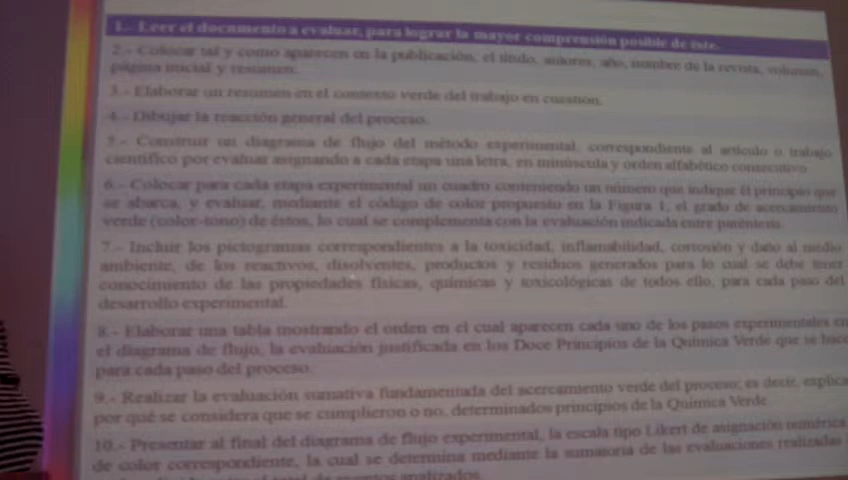 1.- Leer el documento a evaluar, para lograr la mayor comprensión posible de éste.
2.- Colocar tal y como aparecen en la publicación, el título, autores, año, nombre de la revista, volumen,
página inicial y resumen.
3.- Elaborar un resumen en el contexto verde del trabajo en cuestión.
4.- Dibujar la reacción general del proceso.
5.- Construir un diagrama de flujo del método experimental, correspondiente al artículo o trabajo
científico por evaluar asignando a cada etapa una letra, en minúscula y orden alfabético consecutivo
6.- Colocar para cada etapa experimental un cuadro conteniendo un número que indique el principio que
se abarca, y evaluar, mediante el código de color propuesto en la Figura 1, el grado de acercamiento
verde (color-tono) de éstos, lo cual se complementa con la evaluación indicada entre paréntesis.
7.- Incluir los pictogramas correspondientes a la toxicidad, inflamabilidad, corrosión y daño al medio
ambiente, de los reactivos, disolventes, productos y residuos generados para lo cual se debe tener
conocimiento de las propiedades físicas, químicas y toxicológicas de todos ello, para cada paso del
desarrollo experimental.
8.- Elaborar una tabla mostrando el orden en el cual aparecen cada uno de los pasos experimentales en
el diagrama de flujo, la evaluación justificada en los Doce Principios de la Química Verde que se hace
para cada paso del proceso.
9.- Realizar la evaluación sumativa fundamentada del acercamiento verde del proceso; es decir, explica
por qué se considera que se cumplieron o no, determinados principios de la Química Verde
10.- Presentar al final del diagrama de flujo experimental, la escala tipo Likert de asignación numérica
de color correspondiente, la cual se determina mediante la sumatoria de las evaluaciones realizadas
total de eventos analizados.